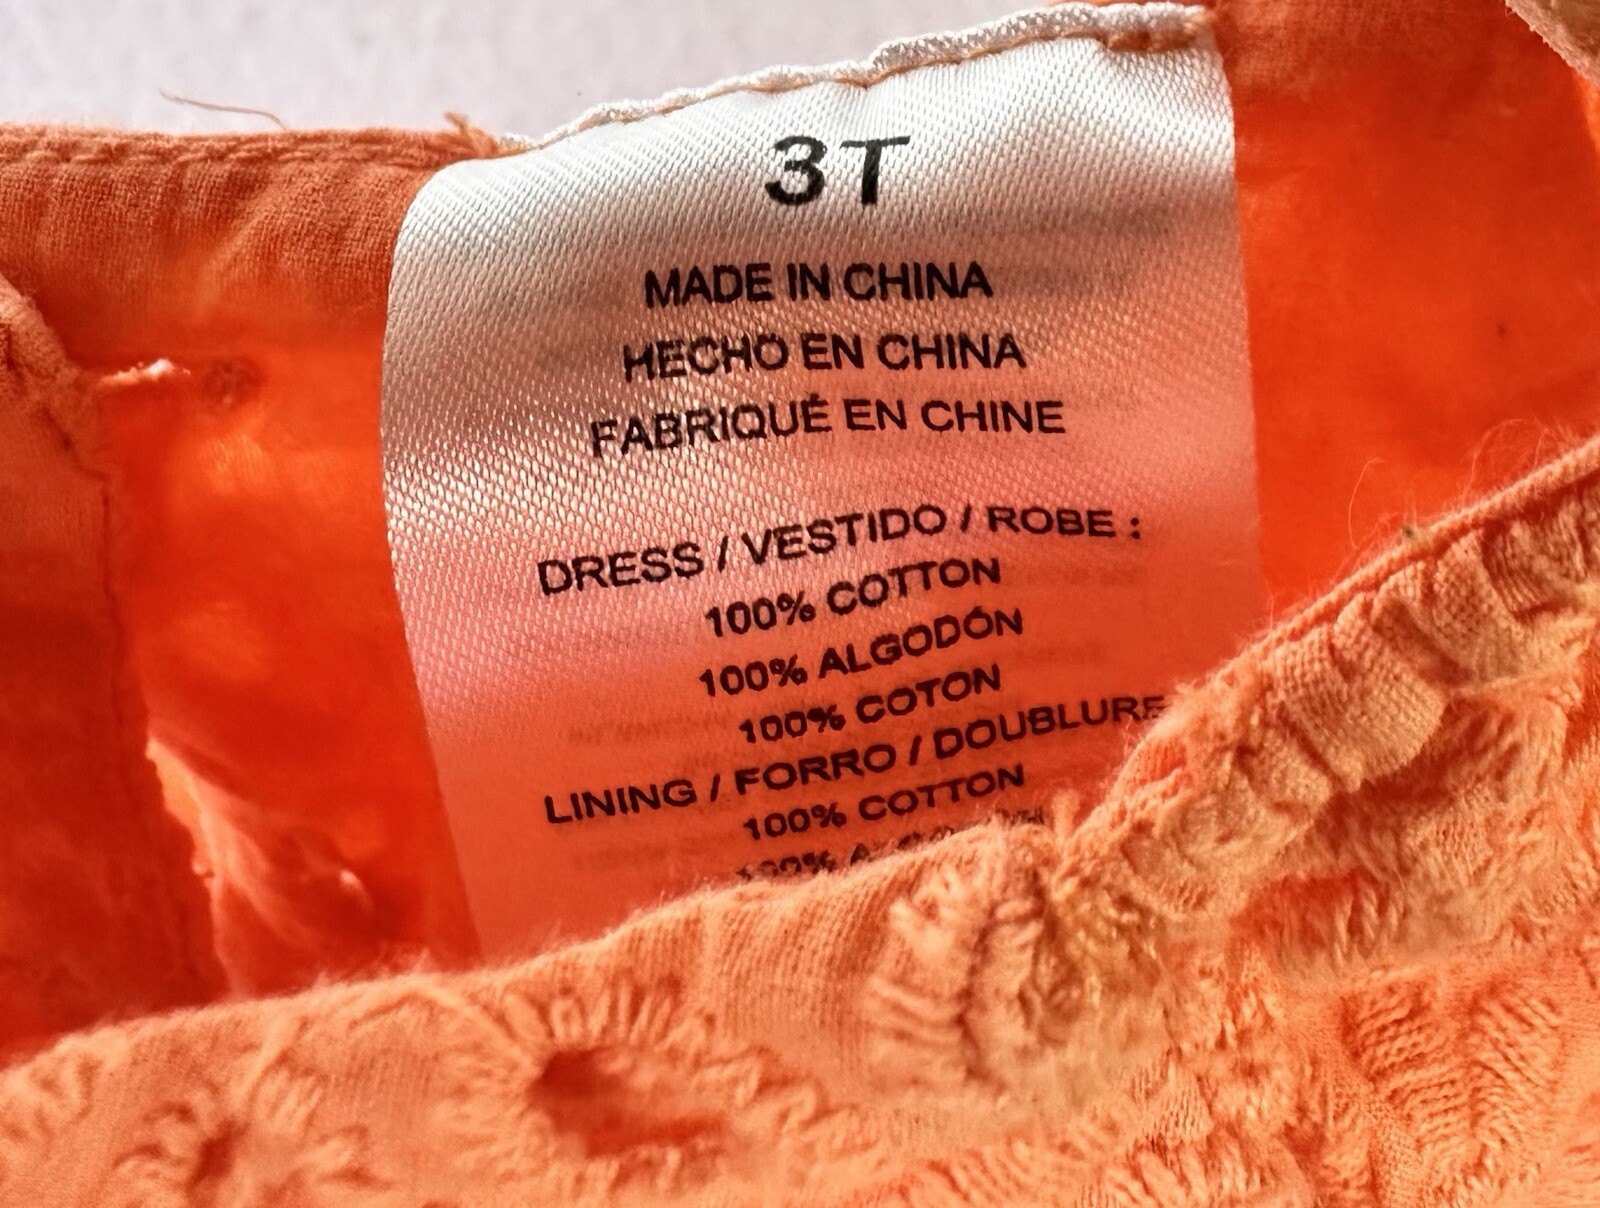 3T
MADE IN CHINA
HECHO EN CHINA
FABRIQUÉ EN CHINE
DRESS / VESTIDO / ROBE :
100% COTTON
100% ALGODÓN
100% COTON
LINING / FORRO / DOUBLURE
100% COTTON
100%